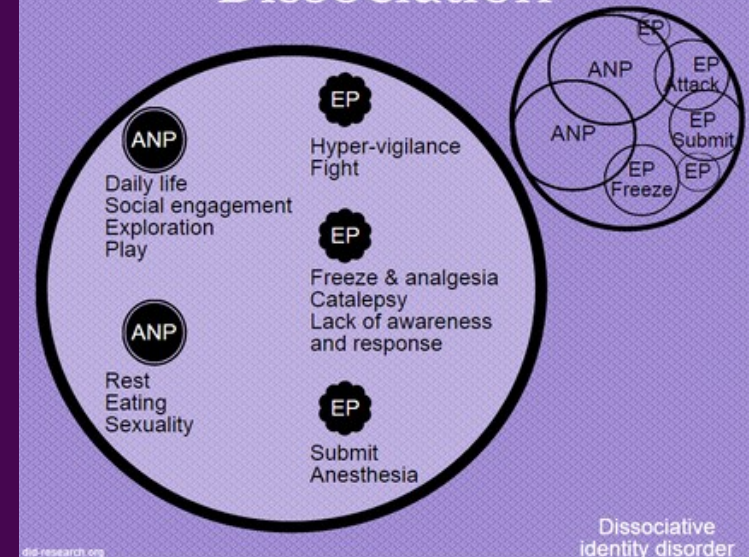 Dissociation
ANP
Daily life
Social engagement
Exploration
Play
ANP
Rest
Eating
Sexuality
EP
Hyper-vigilance
Fight
EP
Freeze & analgesia
Catalepsy
Lack of awareness
and response
EP
Submit
Anesthesia
EP
ANP
EP
Attack
ANP
EP
Submit
EP
Freeze
EP
did-research.org
Dissociative
identity disorder